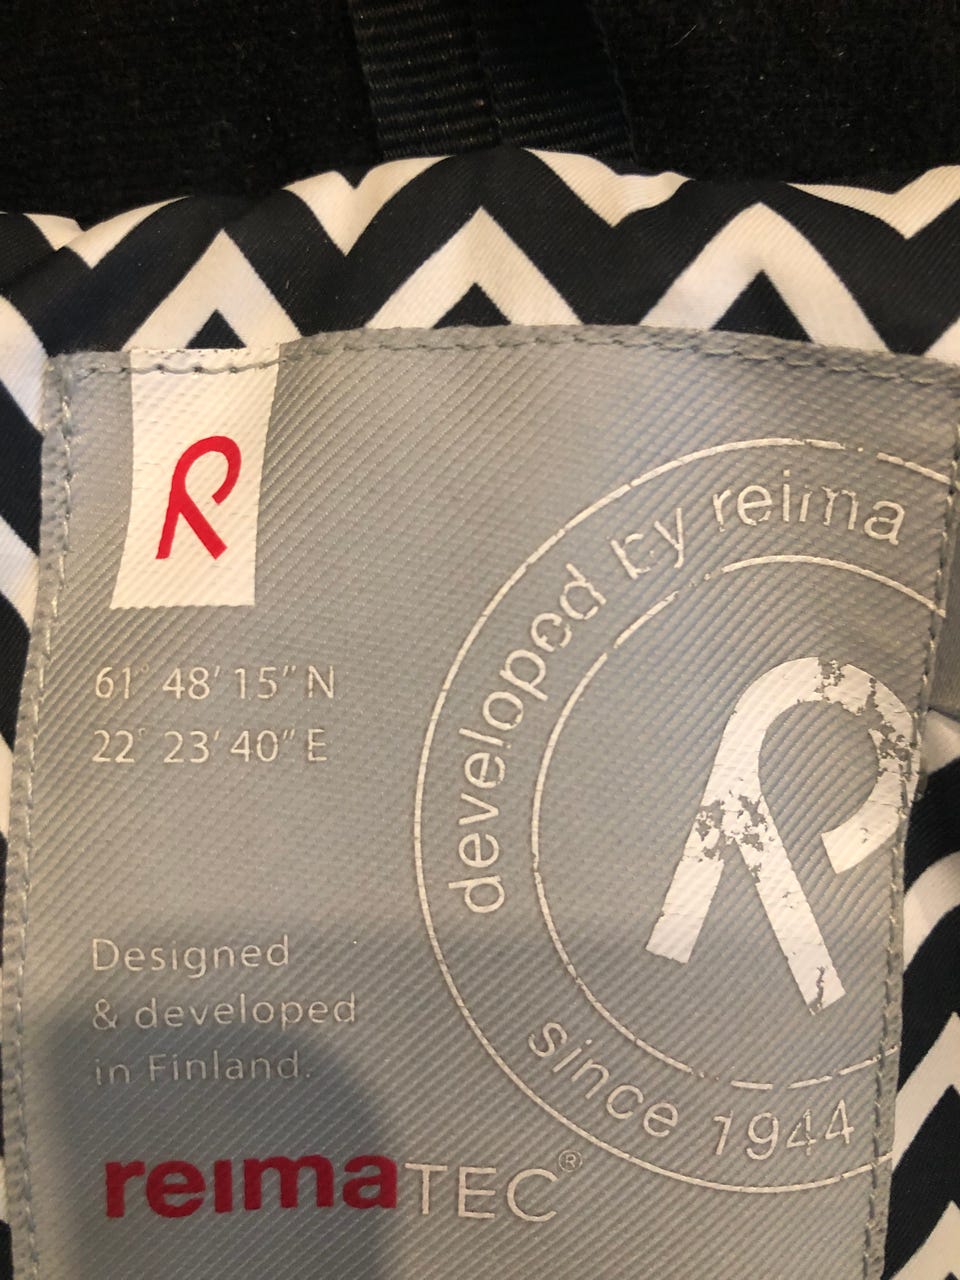 R
61° 48' 15" N
22° 23' 40" E
Designed
& developed
in Finland.
developed by reima
R
since 1944
reimaTEC®